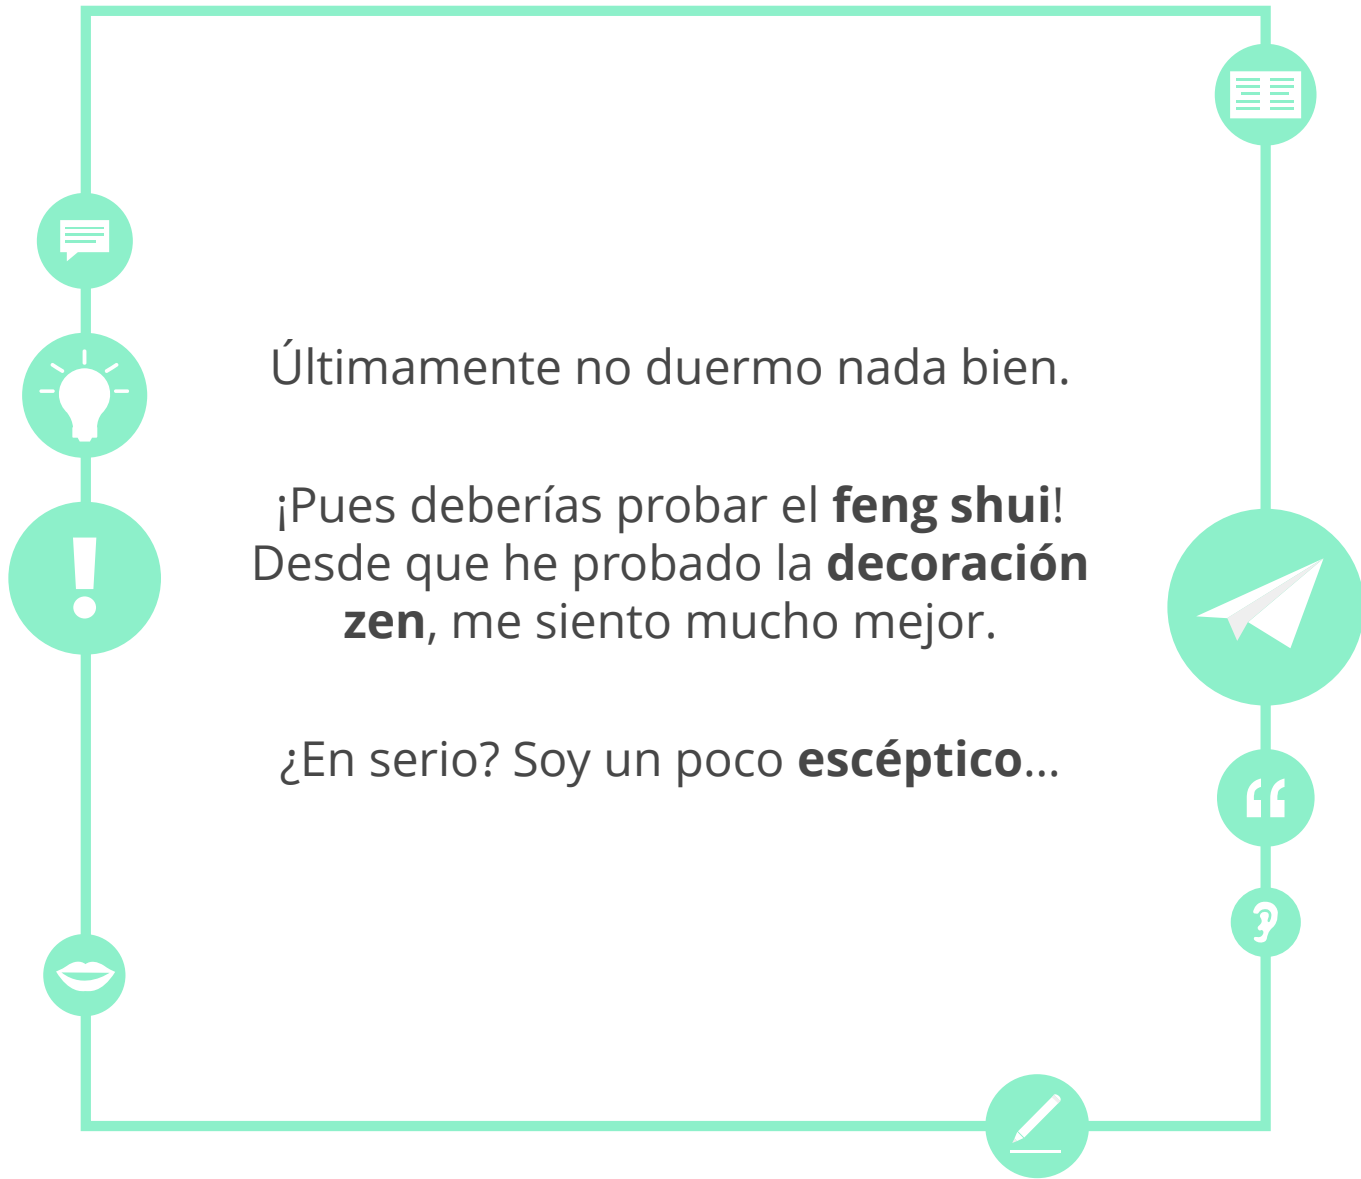 Últimamente no duermo nada bien.
¡Pues deberías probar el feng shui!
Desde que he probado la decoración
zen, me siento mucho mejor.
¿En serio? Soy un poco escéptico...